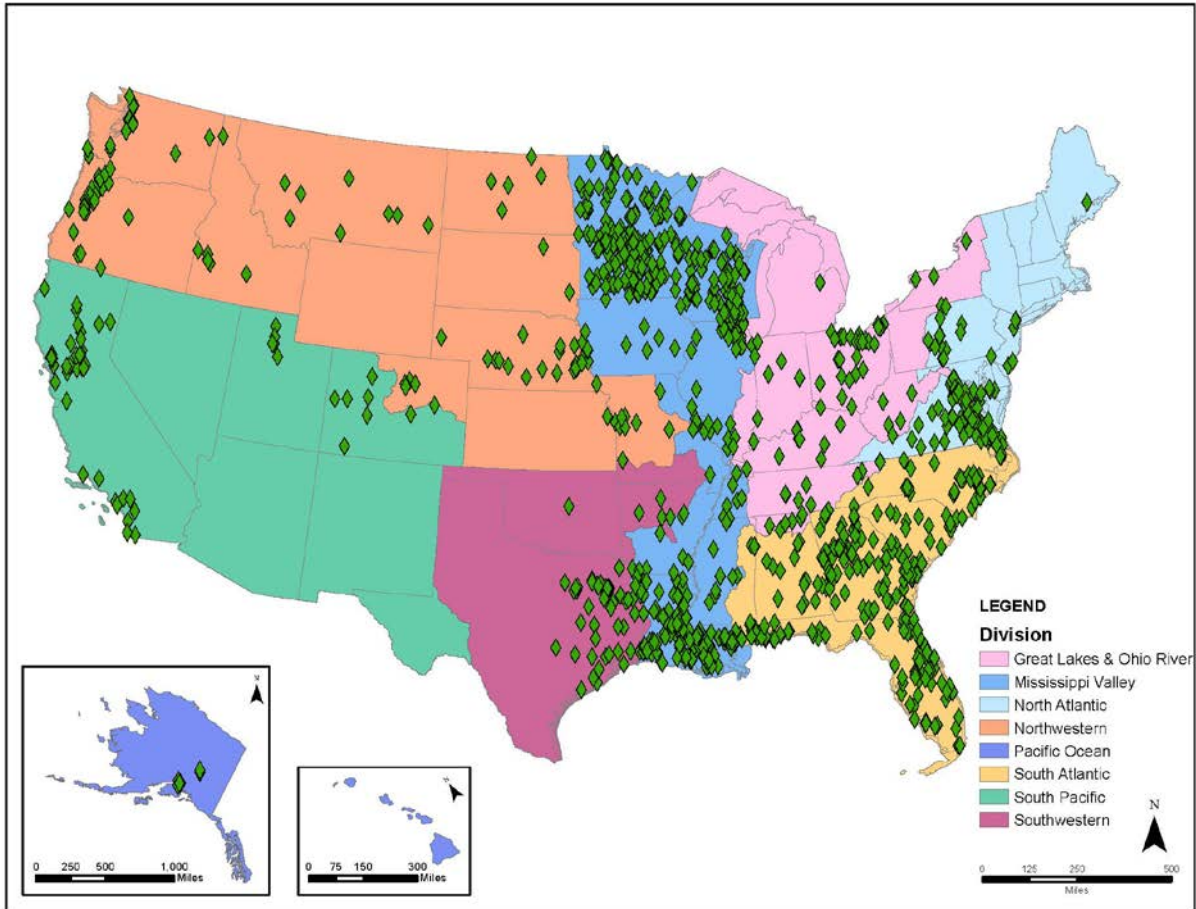 LEGEND
Division
Great Lakes & Ohio River
Mississippi Valley
North Atlantic
Northwestern
Pacific Ocean
South Atlantic
South Pacific
Southwestern
N
0 125 250 500
Miles
N
0 250 500 1,000
Miles
0 75 150 300
Miles